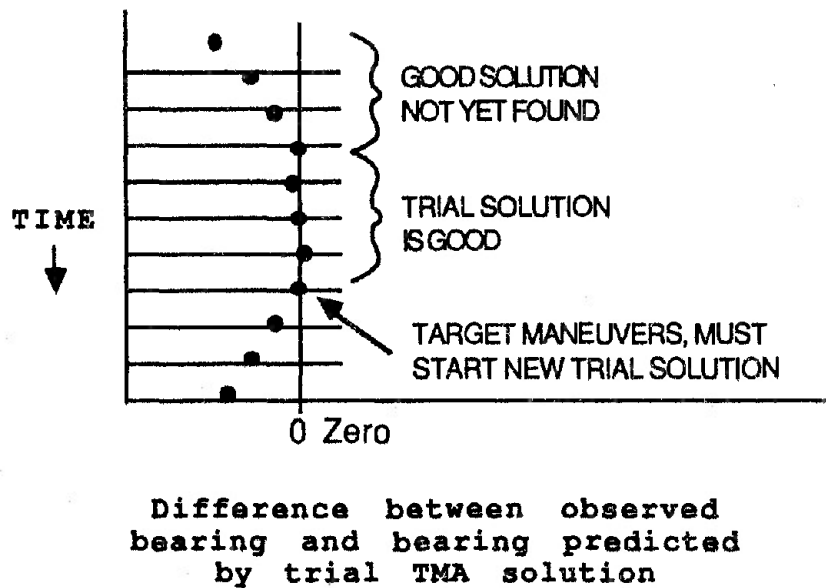 GOOD SOLUTION
NOT YET FOUND
TRIAL SOLUTION
IS GOOD
TIME
TARGET MANEUVERS, MUST
START NEW TRIAL SOLUTION
0 Zero
Difference between observed
bearing and bearing predicted
by trial TMA solution